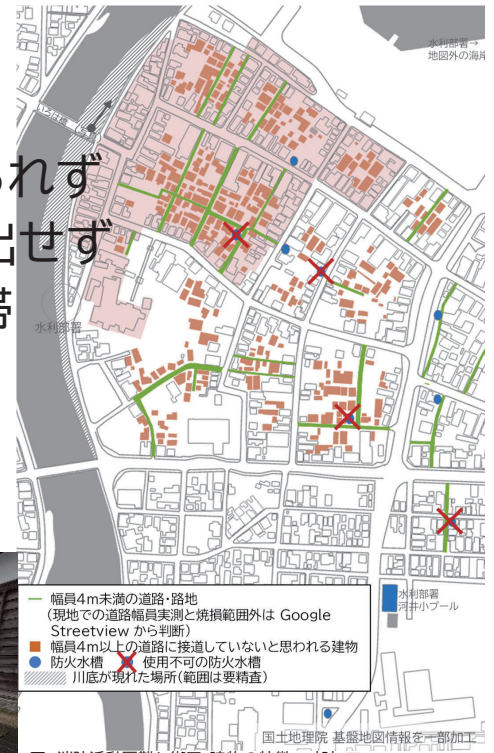 水利部署→
地図外の海岸
いろは橋
られず
出せず
帯
水利部署
幅員4m未満の道路・路地
(現地での道路幅員実測と焼損範囲外は Google
Streetview から判断)
幅員4m以上の道路に接道していないと思われる建物
防火水槽 使用不可の防火水槽
川底が現れた場所(範囲は要精査)
水利部署
河井小プール
国土地理院 基盤地図情報を一部加工